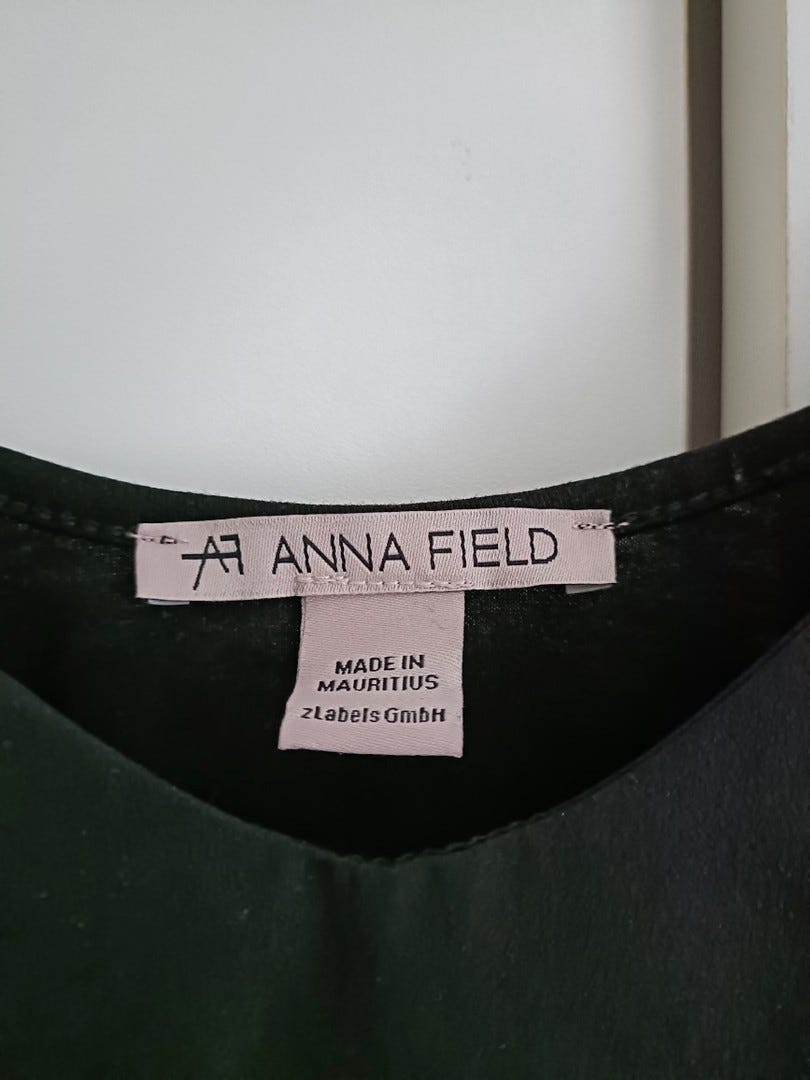 AF ANNA FIELD
MADE IN
MAURITIUS
zLabels GmbH